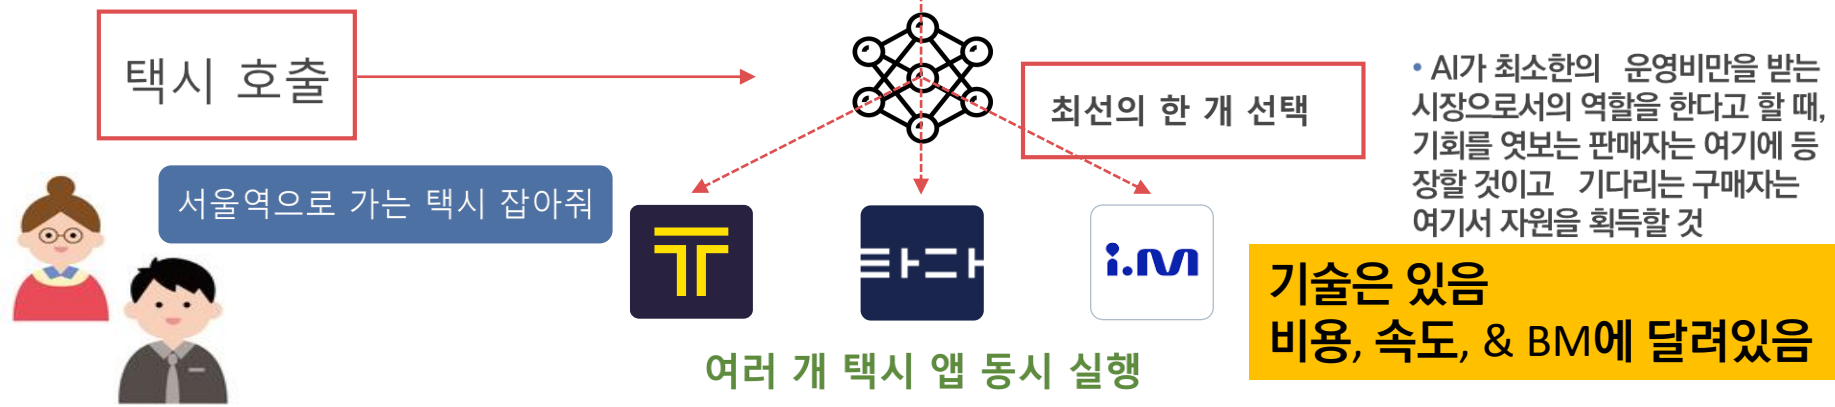 택시 호출
최선의 한 개 선택
• AI가 최소한의 운영비만을 받는
시장으로서의 역할을 한다고 할 때,
기회를 엿보는 판매자는 여기에 등
장할 것이고 기다리는 구매자는
여기서 자원을 획득할 것
서울역으로 가는 택시 잡아줘
T
타다
i.M
기술은 있음
비용, 속도, & BM에 달려있음
여러 개 택시 앱 동시 실행